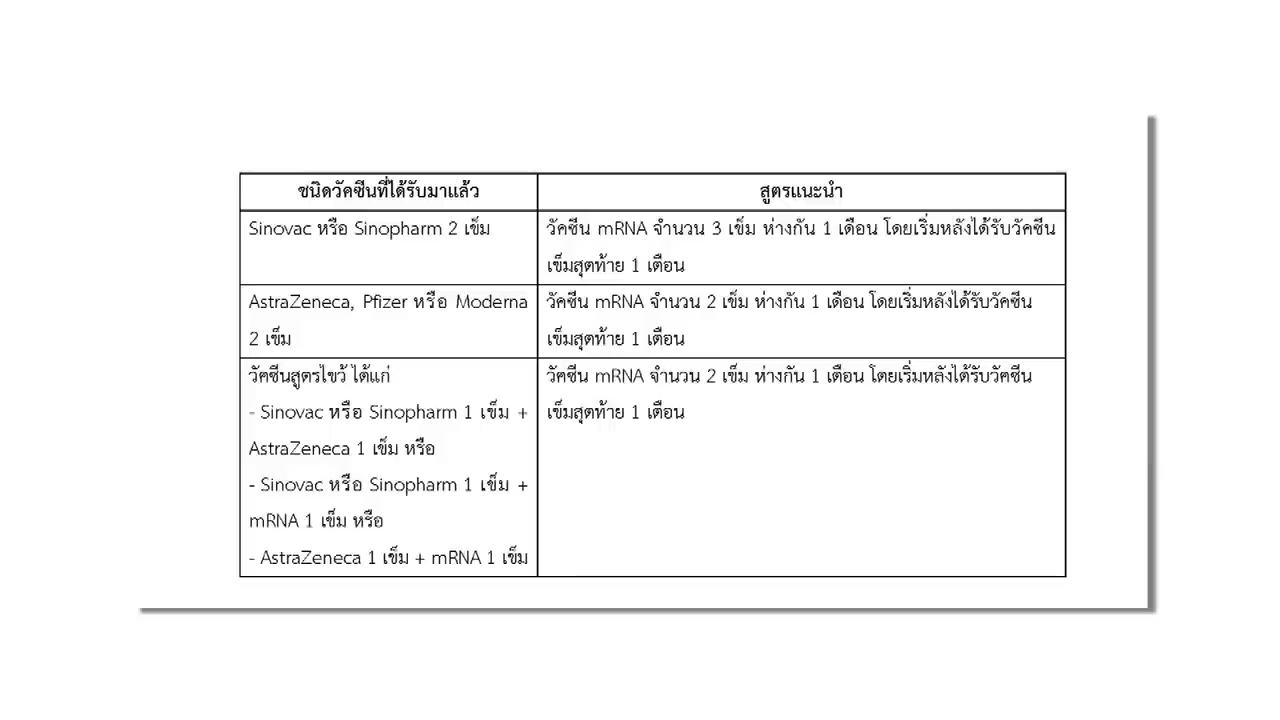 ชนิดวัคซีนที่ได้รับมาแล้ว
สูตรแนะนำ
Sinovac หรือ Sinopharm 2 เข็ม
วัคซีน mRNA จำนวน 3 เข็ม ห่างกัน 1 เดือน โดยเริ่มหลังได้รับวัคซีน
เข็มสุดท้าย 1 เดือน
AstraZeneca, Pfizer หรือ Moderna
2 เข็ม
วัคซีน mRNA จำนวน 2 เข็ม ห่างกัน 1 เดือน โดยเริ่มหลังได้รับวัคซีน
เข็มสุดท้าย 1 เดือน
วัคซีนสูตรไขว้ ได้แก่
- Sinovac หรือ Sinopharm 1 เข็ม +
AstraZeneca 1 เข็ม หรือ
- Sinovac หรือ Sinopharm 1 เข็ม +
mRNA 1 เข็ม หรือ
- AstraZeneca 1 เข็ม + mRNA 1 เข็ม
วัคซีน mRNA จำนวน 2 เข็ม ห่างกัน 1 เดือน โดยเริ่มหลังได้รับวัคซีน
เข็มสุดท้าย 1 เดือน